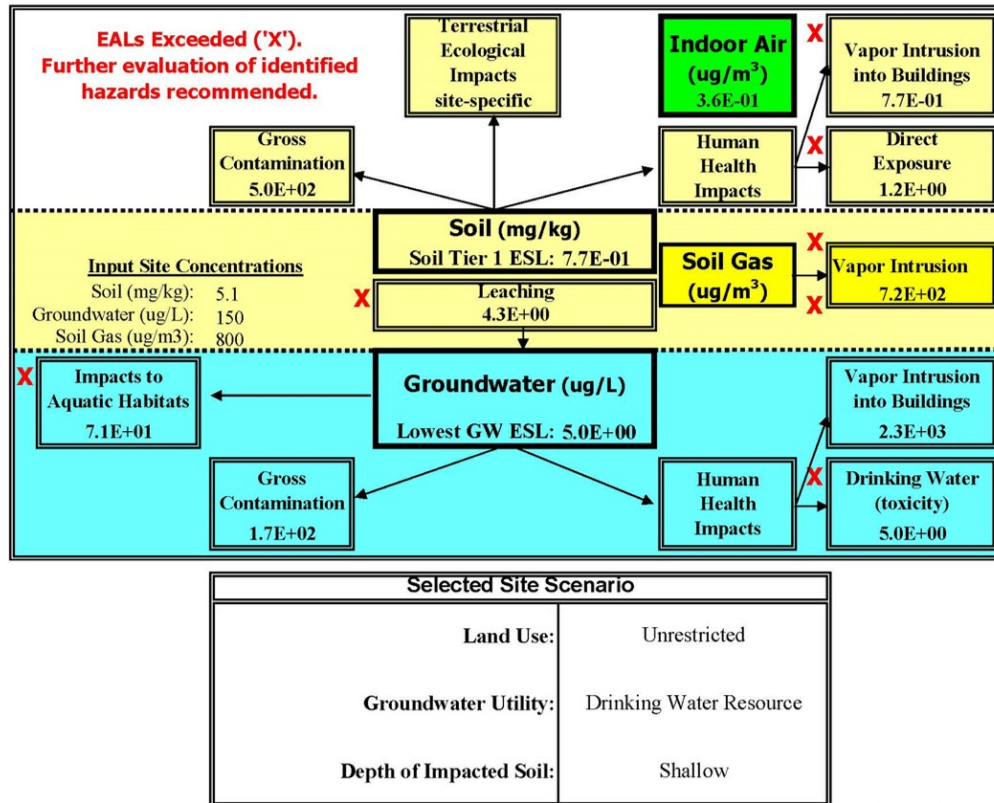 EALs Exceeded ('X').
Further evaluation of identified
hazards recommended.
Terrestrial
Ecological
Impacts
site-specific
Indoor Air
(ug/m³)
3.6E-01
X
Vapor Intrusion
into Buildings
7.7E-01
Gross
Contamination
5.0E+02
Human
Health
Impacts
X
Direct
Exposure
1.2E+00
Soil (mg/kg)
Soil Tier 1 ESL: 7.7E-01
Input Site Concentrations
Soil (mg/kg): 5.1
Groundwater (ug/L): 150
Soil Gas (ug/m3): 800
X
Leaching
4.3E+00
Soil Gas
(ug/m³)
X
Vapor Intrusion
7.2E+02
X
X
Impacts to
Aquatic Habitats
7.1E+01
Groundwater (ug/L)
Lowest GW ESL: 5.0E+00
Vapor Intrusion
into Buildings
2.3E+03
Gross
Contamination
1.7E+02
Human
Health
Impacts
X
Drinking Water
(toxicity)
5.0E+00
Selected Site Scenario
Land Use: Unrestricted
Groundwater Utility: Drinking Water Resource
Depth of Impacted Soil: Shallow